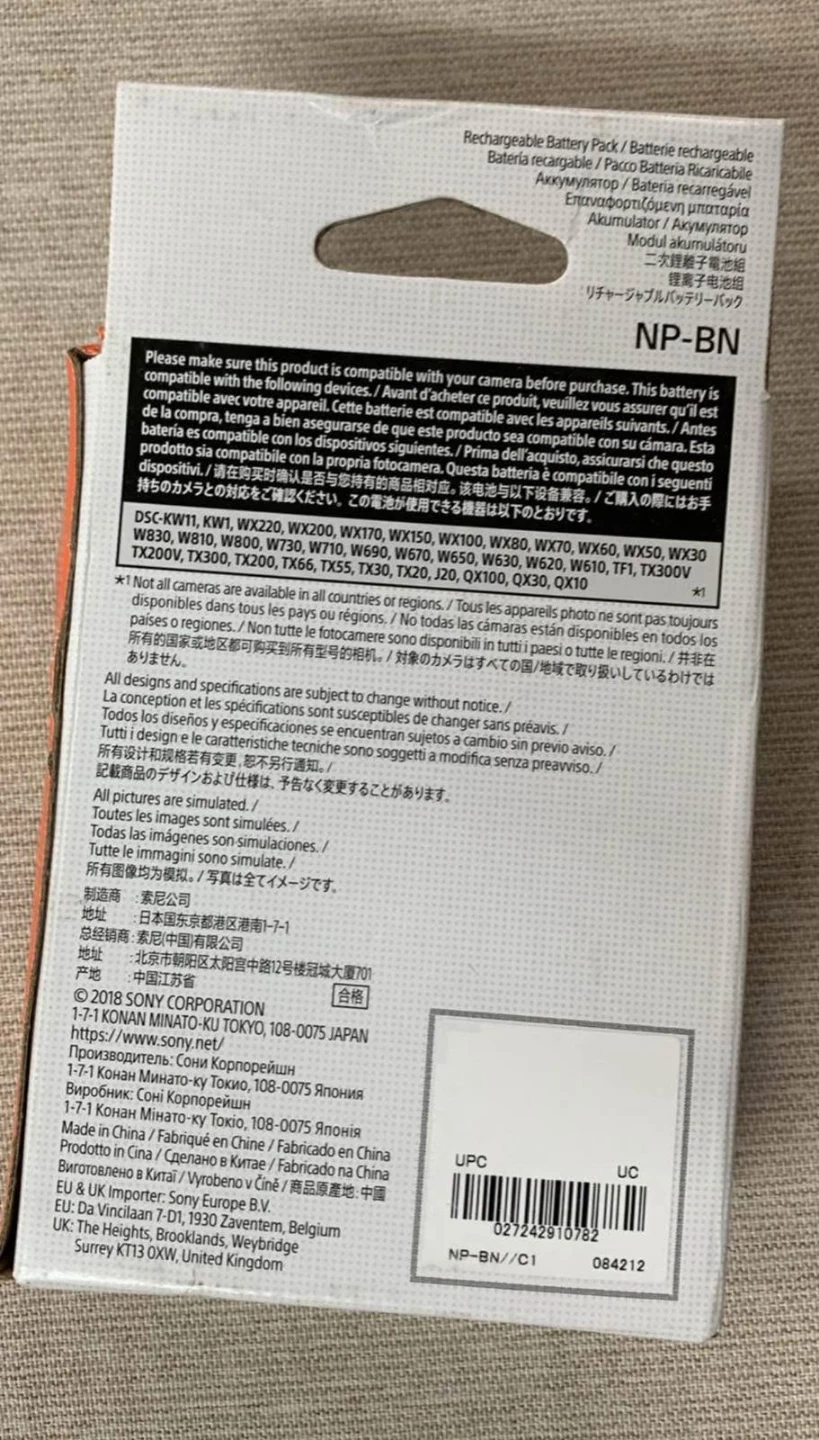 Rechargeable Battery Pack / Batterie rechargeable
Batería recargable / Pacco Batteria Ricaricabile
Аккумулятор / Bateria recarregável
Επαναφορτιζόμενη μπαταρία
Akumulator / Акумулятор
Modul akumulátoru
二次鋰離子電池組
锂离子电池组
リチャージャブルバッテリーパック
NP-BN
Please make sure this product is compatible with your camera before purchase. This battery is
compatible with the following devices. / Avant d'acheter ce produit, veuillez vous assurer qu'il est
compatible avec votre appareil. Cette batterie est compatible avec les appareils suivants. / Antes
de la compra, tenga a bien asegurarse de que este producto sea compatible con su cámara. Esta
batería es compatible con los dispositivos siguientes. / Prima dell'acquisto, assicurarsi che questo
prodotto sia compatibile con la propria fotocamera. Questa batteria è compatibile con i seguenti
dispositivi. / 请在购买时确认是否与您持有的商品相对应。该电池与以下设备兼容。/ ご購入の際にはお手
持ちのカメラとの対応をご確認ください。この電池が使用できる機器は以下のとおりです。
DSC-KW11, KW1, WX220, WX200, WX170, WX150, WX100, WX80, WX70, WX60, WX50, WX30
W830, W810, W800, W730, W710, W690, W670, W650, W630, W620, W610, TF1, TX300V
TX200V, TX300, TX200, TX66, TX55, TX30, TX20, J20, QX100, QX30, QX10 *1
*1 Not all cameras are available in all countries or regions. / Tous les appareils photo ne sont pas toujours
disponibles dans tous les pays ou régions. / No todas las cámaras están disponibles en todos los
países o regiones. / Non tutte le fotocamere sono disponibili in tutti i paesi o tutte le regioni. / 并非在
所有的国家或地区都可购买到所有型号的相机。/ 対象のカメラはすべての国/地域で取り扱いしているわけでは
ありません。
All designs and specifications are subject to change without notice. /
La conception et les spécifications sont susceptibles de changer sans préavis. /
Todos los diseños y especificaciones se encuentran sujetos a cambio sin previo aviso. /
Tutti i design e le caratteristiche tecniche sono soggetti a modifica senza preavviso. /
所有设计和规格若有变更,恕不另行通知。/
記載商品のデザインおよび仕様は、予告なく変更することがあります。
All pictures are simulated. /
Toutes les images sont simulées. /
Todas las imágenes son simulaciones. /
Tutte le immagini sono simulate. /
所有图像均为模拟。/ 写真は全てイメージです。
制造商 :索尼公司
地址 :日本国东京都港区港南1-7-1
总经销商:索尼(中国)有限公司
地址 :北京市朝阳区太阳宫中路12号楼冠城大厦701
产地 :中国江苏省 合格
© 2018 SONY CORPORATION
1-7-1 KONAN MINATO-KU TOKYO, 108-0075 JAPAN
https://www.sony.net/
Производитель: Сони Корпорейшн
1-7-1 Конан Минато-ку Токио, 108-0075 Япония
Виробник: Соні Корпорейшн
1-7-1 Конан Мінато-ку Токіо, 108-0075 Японія
Made in China / Fabriqué en Chine / Fabricado en China
Prodotto in Cina / Сделано в Китае / Fabricado na China
Виготовлено в Китаї / Vyrobeno v Číně / 商品原產地:中國
EU & UK Importer: Sony Europe B.V.
EU: Da Vincilaan 7-D1, 1930 Zaventem, Belgium
UK: The Heights, Brooklands, Weybridge
Surrey KT13 0XW, United Kingdom
UPC UC
027242910782
NP-BN//C1 084212